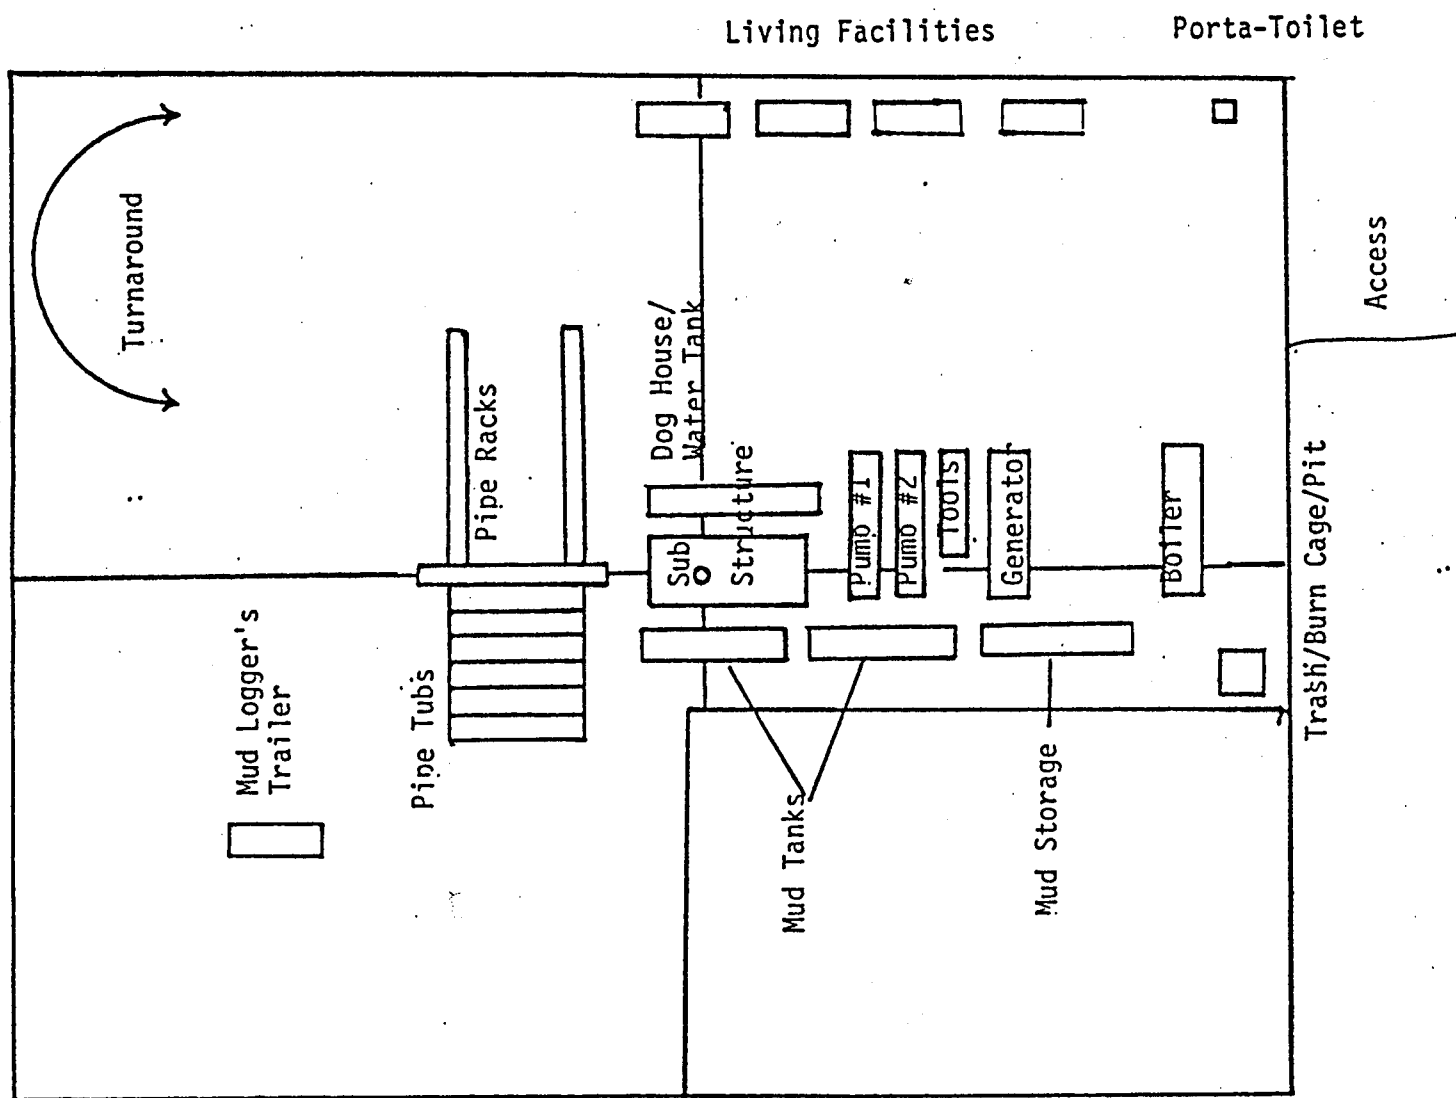 Living Facilities
Porta-Toilet
Turnaround
Access
Pipe Racks
Dog House/
Water Tank
Sub
Structure
Pump #1
Pump #2
Tools
Generator
Boiler
Trash/Burn Cage/Pit
Mud Logger's
Trailer
Pipe Tubs
Mud Tanks
Mud Storage